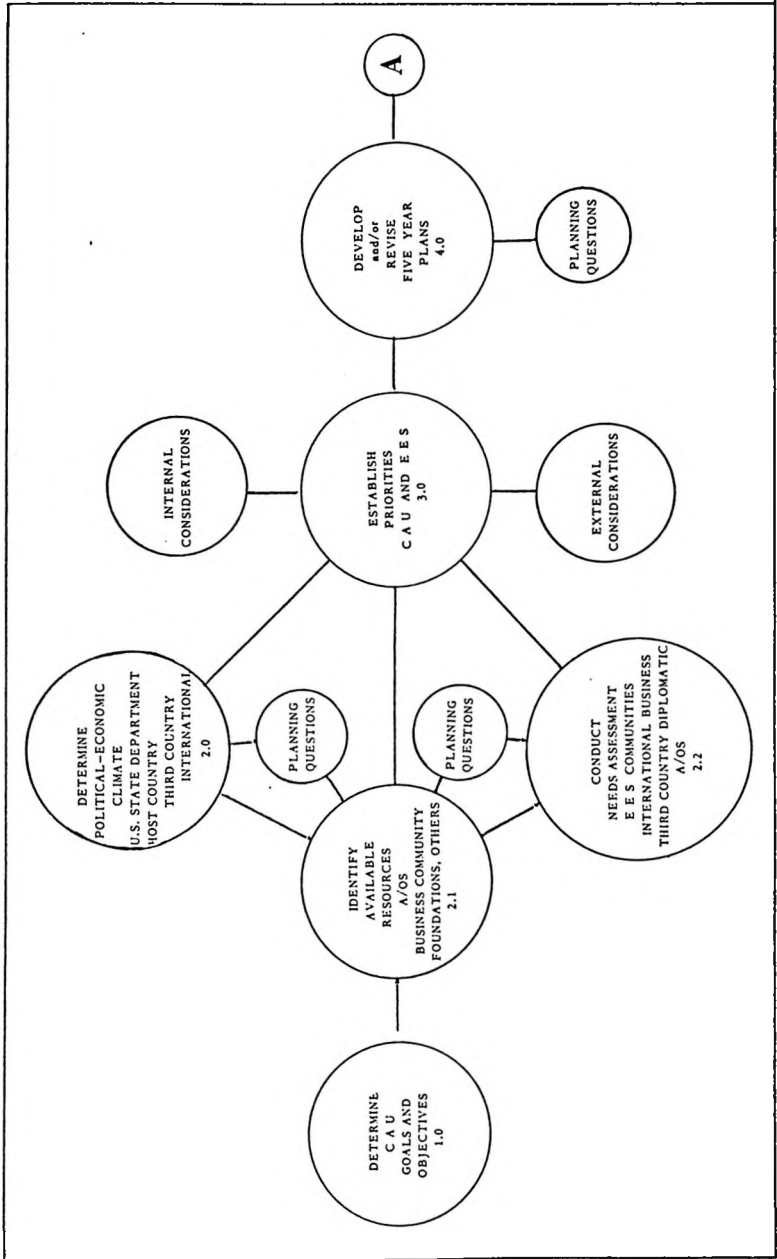 DETERMINE
C A U
GOALS AND
OBJECTIVES
1.0
DETERMINE
POLITICAL-ECONOMIC
CLIMATE
U.S. STATE DEPARTMENT
HOST COUNTRY
THIRD COUNTRY
INTERNATIONAL
2.0
PLANNING
QUESTIONS
IDENTIFY
AVAILABLE
RESOURCES
A/OS
BUSINESS COMMUNITY
FOUNDATIONS, OTHERS
2.1
PLANNING
QUESTIONS
CONDUCT
NEEDS ASSESSMENT
E E S COMMUNITIES
INTERNATIONAL BUSINESS
THIRD COUNTRY DIPLOMATIC
A/OS
2.2
INTERNAL
CONSIDERATIONS
ESTABLISH
PRIORITIES
C A U AND E E S
3.0
EXTERNAL
CONSIDERATIONS
DEVELOP
and/or
REVISE
FIVE YEAR
PLANS
4.0
PLANNING
QUESTIONS
A